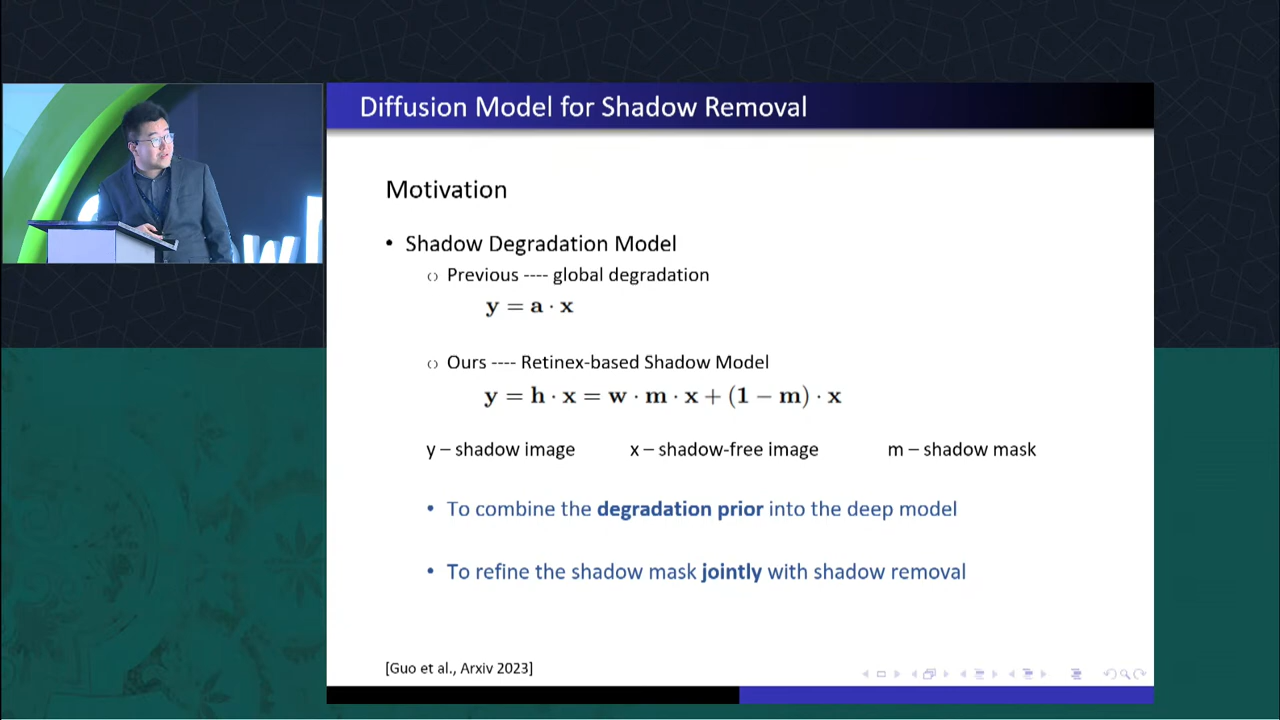 Diffusion Model for Shadow Removal
Motivation
• Shadow Degradation Model
Previous ---- global degradation
y = a · x
Ours ---- Retinex-based Shadow Model
y = h · x = w · m · x + (1 − m) · x
y – shadow image x – shadow-free image m – shadow mask
• To combine the degradation prior into the deep model
• To refine the shadow mask jointly with shadow removal
[Guo et al., Arxiv 2023]